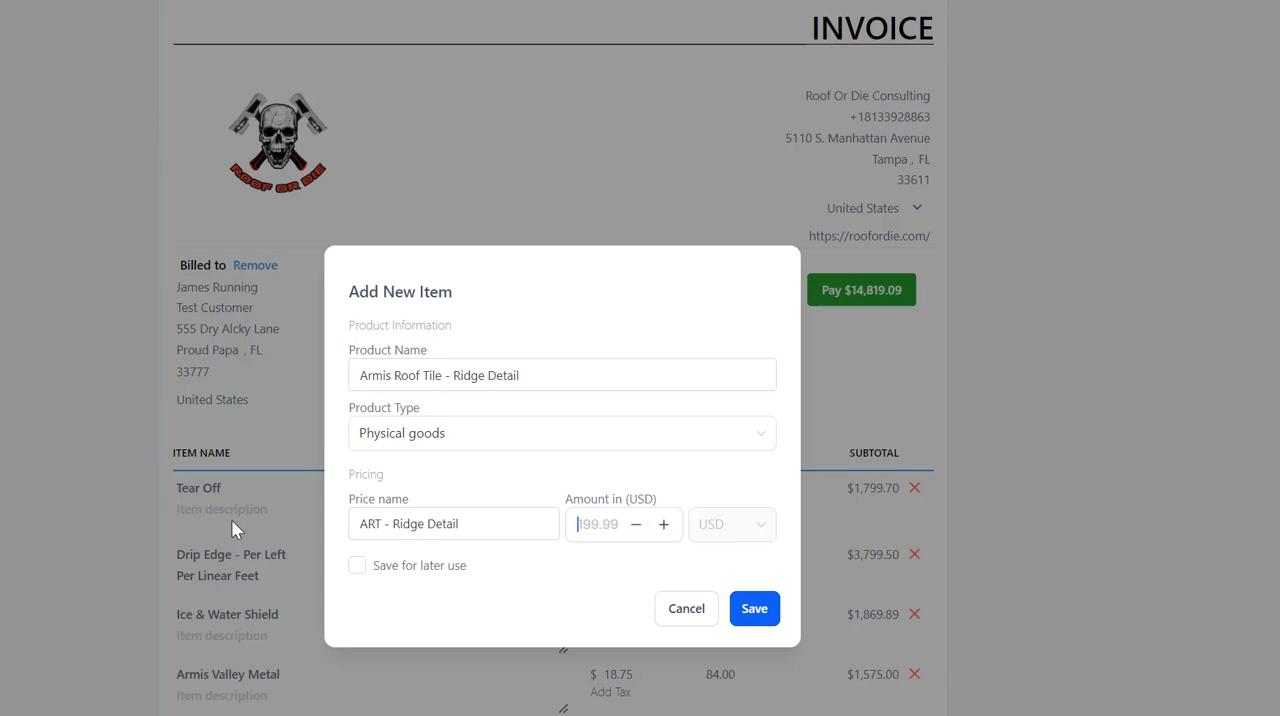 INVOICE
ROOF OR DIE
Roof Or Die Consulting
+18133928863
5110 S. Manhattan Avenue
Tampa , FL
33611
United States
https://roofordie.com/
Billed to Remove
James Running
Test Customer
555 Dry Alcky Lane
Proud Papa , FL
33777
United States
Pay $14,819.09
Add New Item
Product Information
Product Name
Armis Roof Tile - Ridge Detail
Product Type
Physical goods
Pricing
Price name
Amount in (USD)
ART - Ridge Detail
199.99
USD
Save for later use
Cancel
Save
ITEM NAME
SUBTOTAL
Tear Off
$1,799.70
Item description
Drip Edge - Per Left
$3,799.50
Per Linear Feet
Ice & Water Shield
$1,869.89
Item description
Armis Valley Metal
$ 18.75
84.00
$1,575.00
Add Tax
Item description